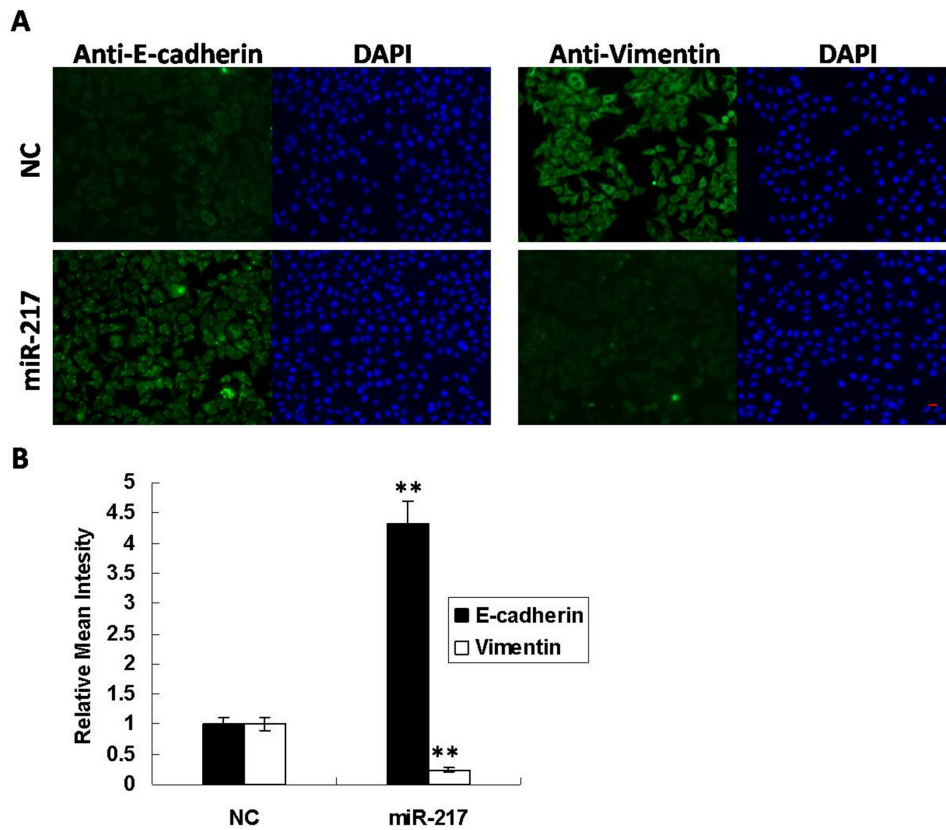 A
Anti-E-cadherin DAPI Anti-Vimentin DAPI
NC
miR-217
B
5
4.5
4
3.5
3
2.5
2
1.5
1
0.5
0
Relative Mean Intesity
**
**
E-cadherin
Vimentin
NC miR-217